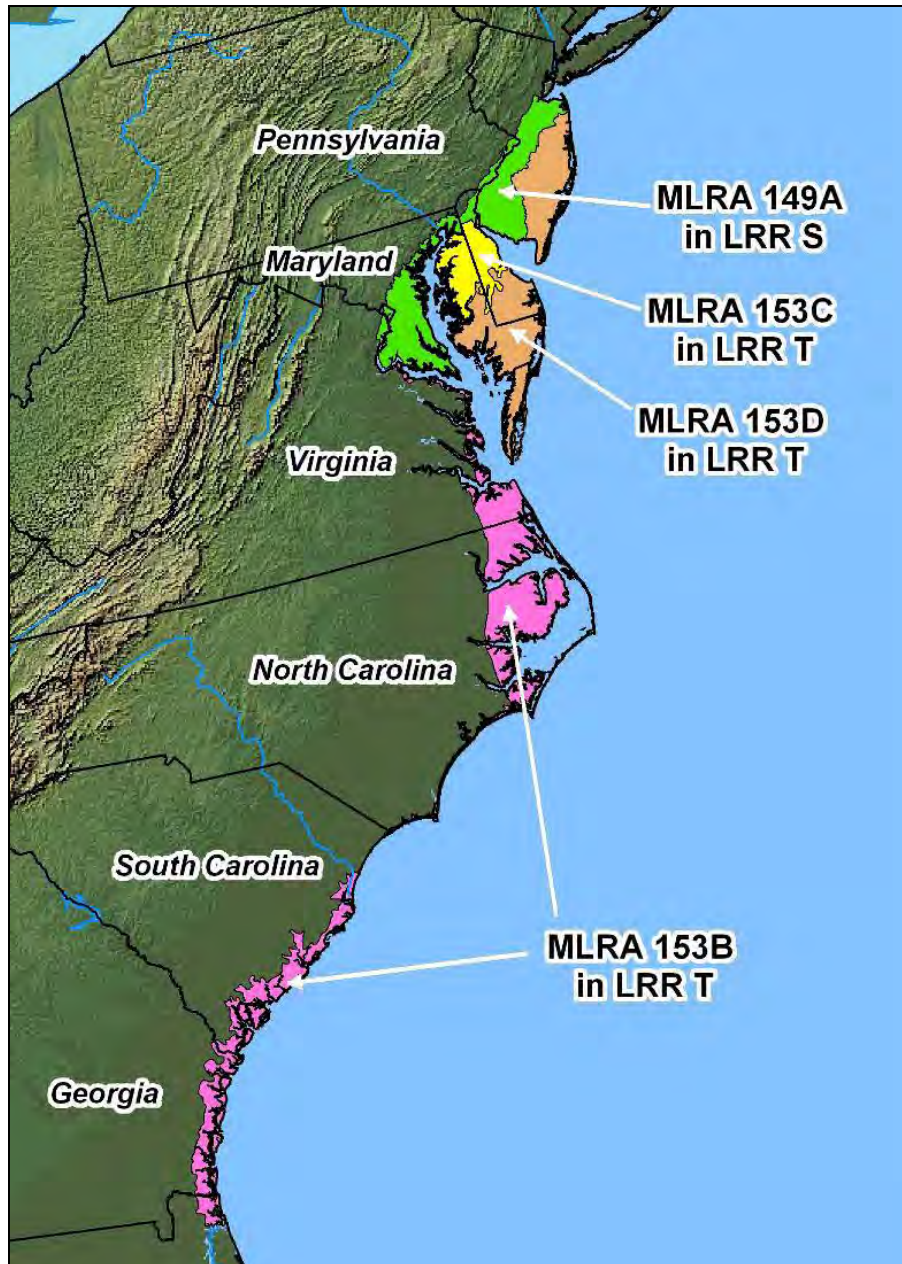 Pennsylvania
MLRA 149A
in LRR S
Maryland
MLRA 153C
in LRR T
MLRA 153D
in LRR T
Virginia
North Carolina
South Carolina
MLRA 153B
in LRR T
Georgia